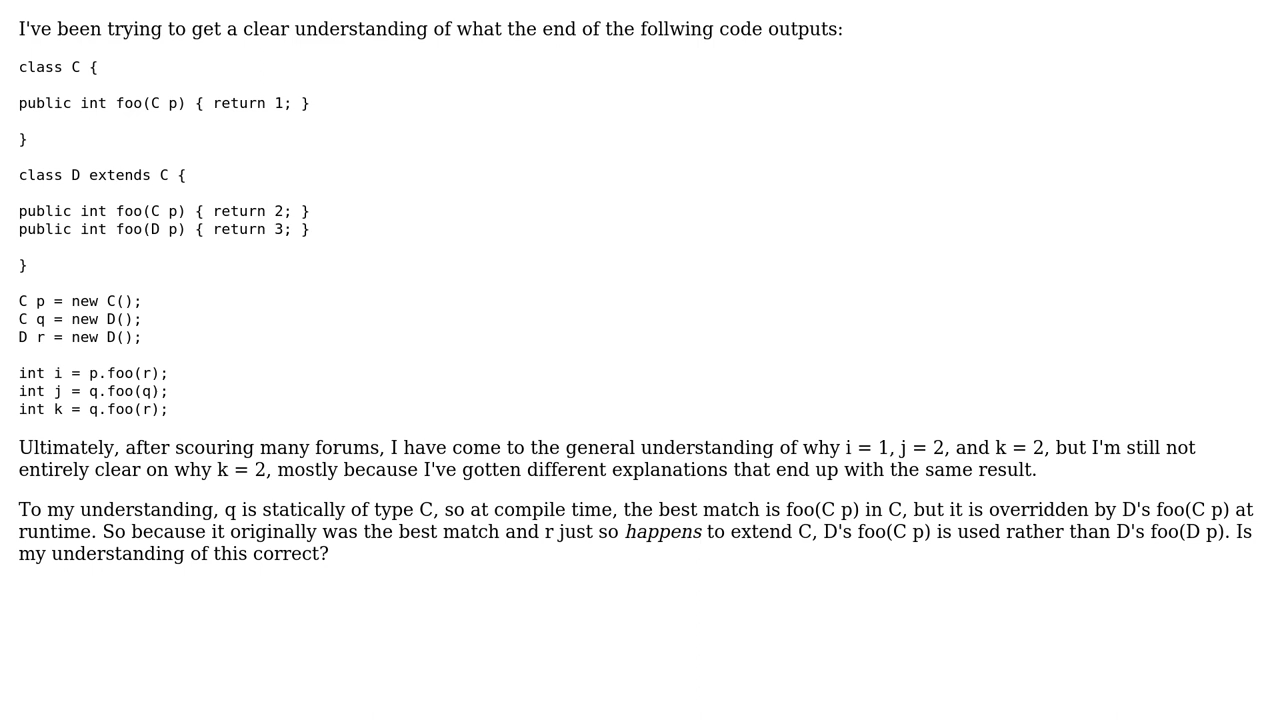 I've been trying to get a clear understanding of what the end of the follwing code outputs:
class C {
public int foo(C p) { return 1; }
}
class D extends C {
public int foo(C p) { return 2; }
public int foo(D p) { return 3; }
}
C p = new C();
C q = new D();
D r = new D();
int i = p.foo(r);
int j = q.foo(q);
int k = q.foo(r);
Ultimately, after scouring many forums, I have come to the general understanding of why i = 1, j = 2, and k = 2, but I'm still not
entirely clear on why k = 2, mostly because I've gotten different explanations that end up with the same result.
To my understanding, q is statically of type C, so at compile time, the best match is foo(C p) in C, but it is overridden by D's foo(C p) at
runtime. So because it originally was the best match and r just so happens to extend C, D's foo(C p) is used rather than D's foo(D p). Is
my understanding of this correct?